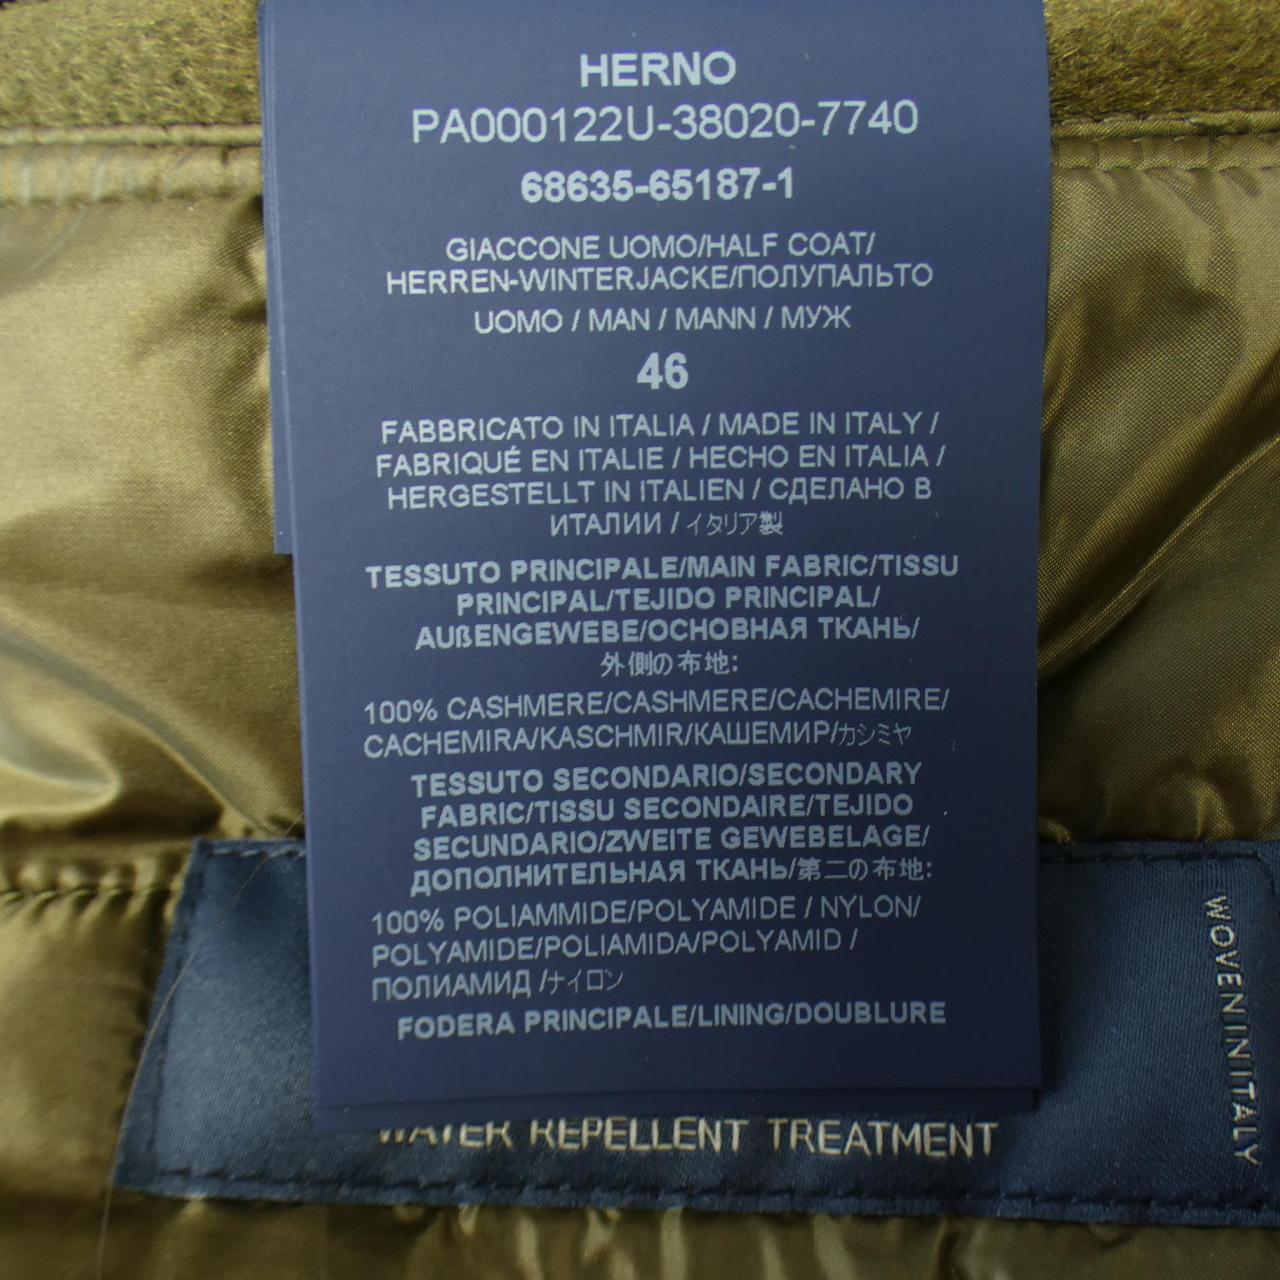 HERNO
PA000122U-38020-7740
68635-65187-1
GIACCONE UOMO/HALF COAT/
HERREN-WINTERJACKE/ПОЛУПАЛЬТО
UOMO / MAN / MANN / МУЖ
46
FABBRICATO IN ITALIA / MADE IN ITALY /
FABRIQUÉ EN ITALIE / HECHO EN ITALIA /
HERGESTELLT IN ITALIEN / СДЕЛАНО В
ИТАЛИИ / イタリア製
TESSUTO PRINCIPALE/MAIN FABRIC/TISSU
PRINCIPAL/TEJIDO PRINCIPAL/
AUßENGEWEBE/ОСНОВНАЯ ТКАНЬ/
外側の布地:
100% CASHMERE/CASHMERE/CACHEMIRE/
CACHEMIRA/KASCHMIR/КАШЕМИР/カシミヤ
TESSUTO SECONDARIO/SECONDARY
FABRIC/TISSU SECONDAIRE/TEJIDO
SECUNDARIO/ZWEITE GEWEBELAGE/
ДОПОЛНИТЕЛЬНАЯ ТКАНЬ/第二の布地:
100% POLIAMMIDE/POLYAMIDE / NYLON/
POLYAMIDE/POLIAMIDA/POLYAMID /
ПОЛИАМИД /ナイロン
FODERA PRINCIPALE/LINING/DOUBLURE
WATER REPELLENT TREATMENT
WOVEN IN ITALY